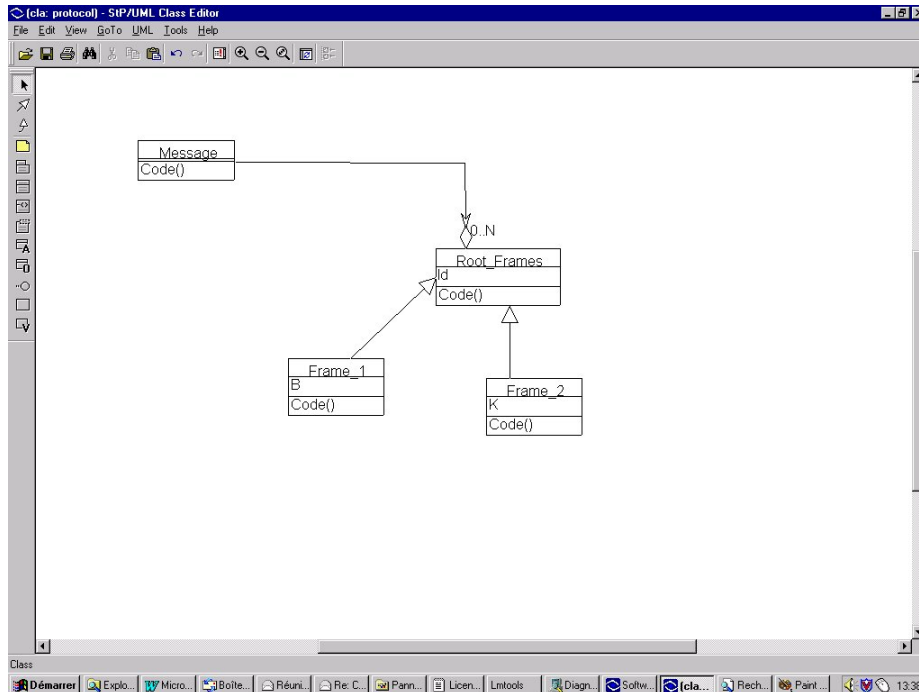 (cla: protocol) - StP/UML Class Editor
File Edit View GoTo UML Tools Help
Message
Code()
0..N
Root_Frames
Id
Code()
Frame_1
B
Code()
Frame_2
K
Code()
Class
Démarrer Explo... Micro... Boîte... Réuni... Re: C... Pann... Licen... Lmtools Diagn... Softw... (cla... Rech... Paint ...